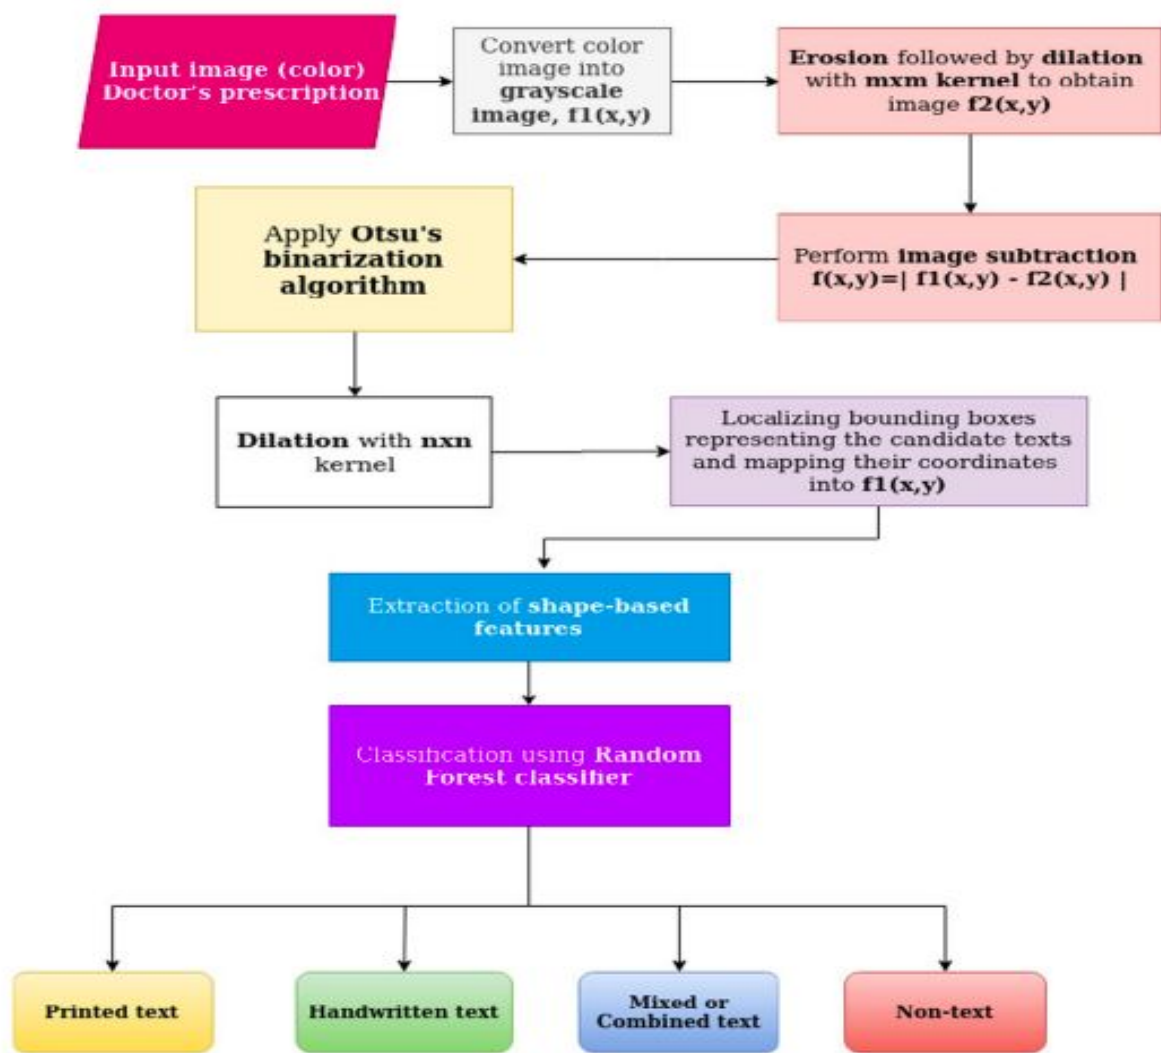 Input image (color)
Doctor's prescription
Convert color
image into
grayscale
image, f1(x,y)
Erosion followed by dilation
with mxm kernel to obtain
image f2(x,y)
Perform image subtraction
f(x,y)=| f1(x,y) - f2(x,y) |
Apply Otsu's
binarization
algorithm
Dilation with nxn
kernel
Localizing bounding boxes
representing the candidate texts
and mapping their coordinates
into f1(x,y)
Extraction of shape-based
features
Classification using Random
Forest classifier
Printed text
Handwritten text
Mixed or
Combined text
Non-text